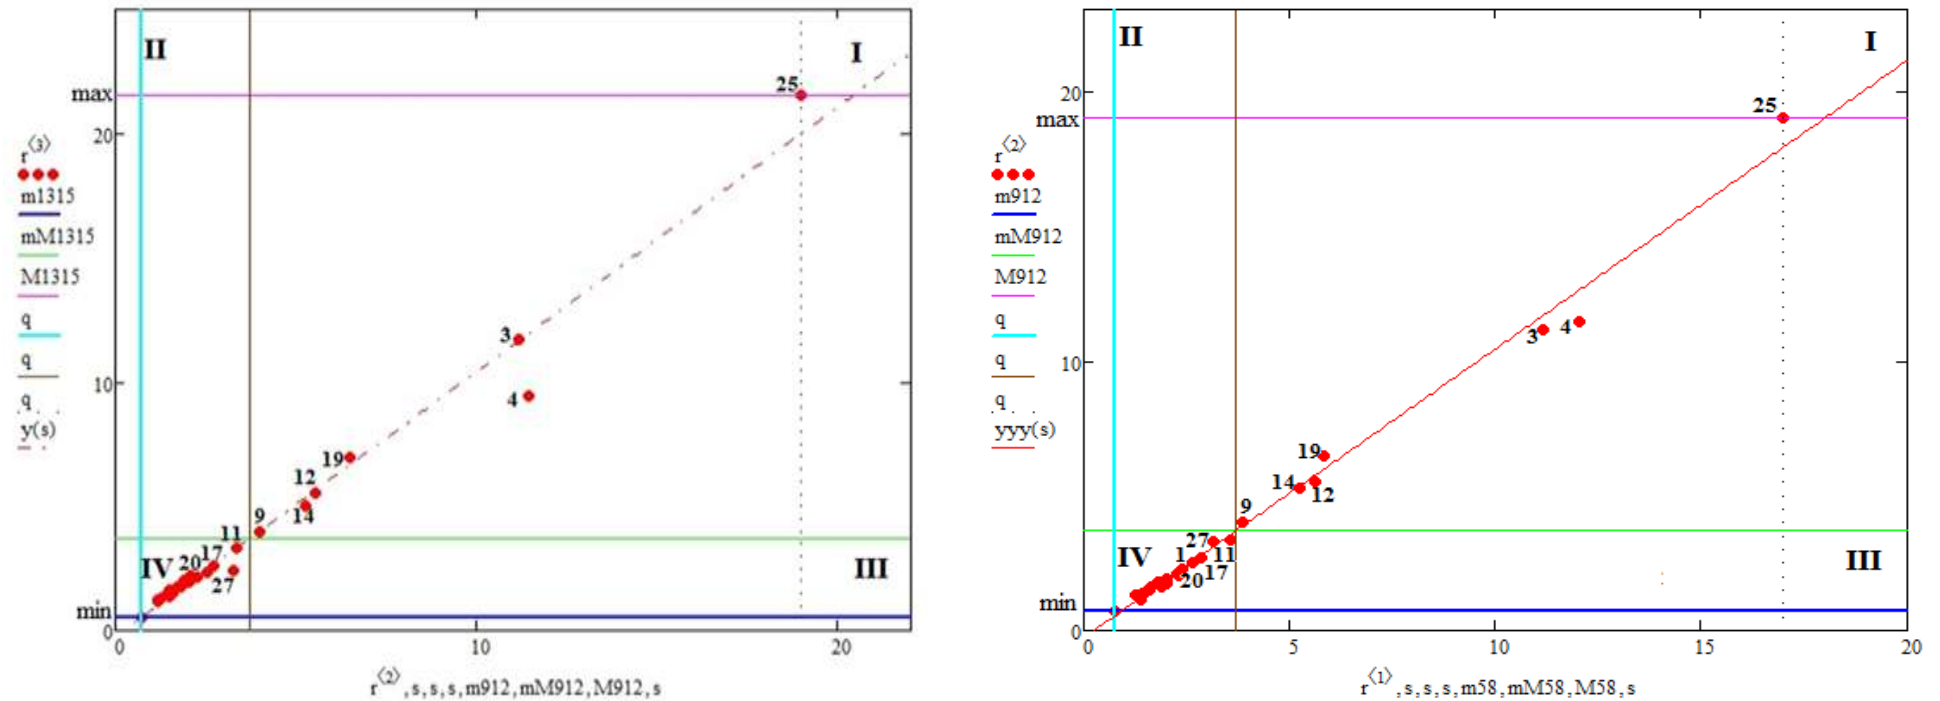 II
I
25
max
20
r⟨3⟩
m1315
mM1315
M1315
q
q
q
y(s)
3
10
4
19
12
14
9
11
17
20
IV
27
III
min
0
0
10
20
r⟨2⟩,s,s,s,m912,mM912,M912,s
II
I
20
25
max
r⟨2⟩
m912
mM912
M912
q
q
q
yyy(s)
3
4
10
19
14
12
9
27
1
11
IV
17
20
III
min
0
0
5
10
15
20
r⟨1⟩,s,s,s,m58,mM58,M58,s